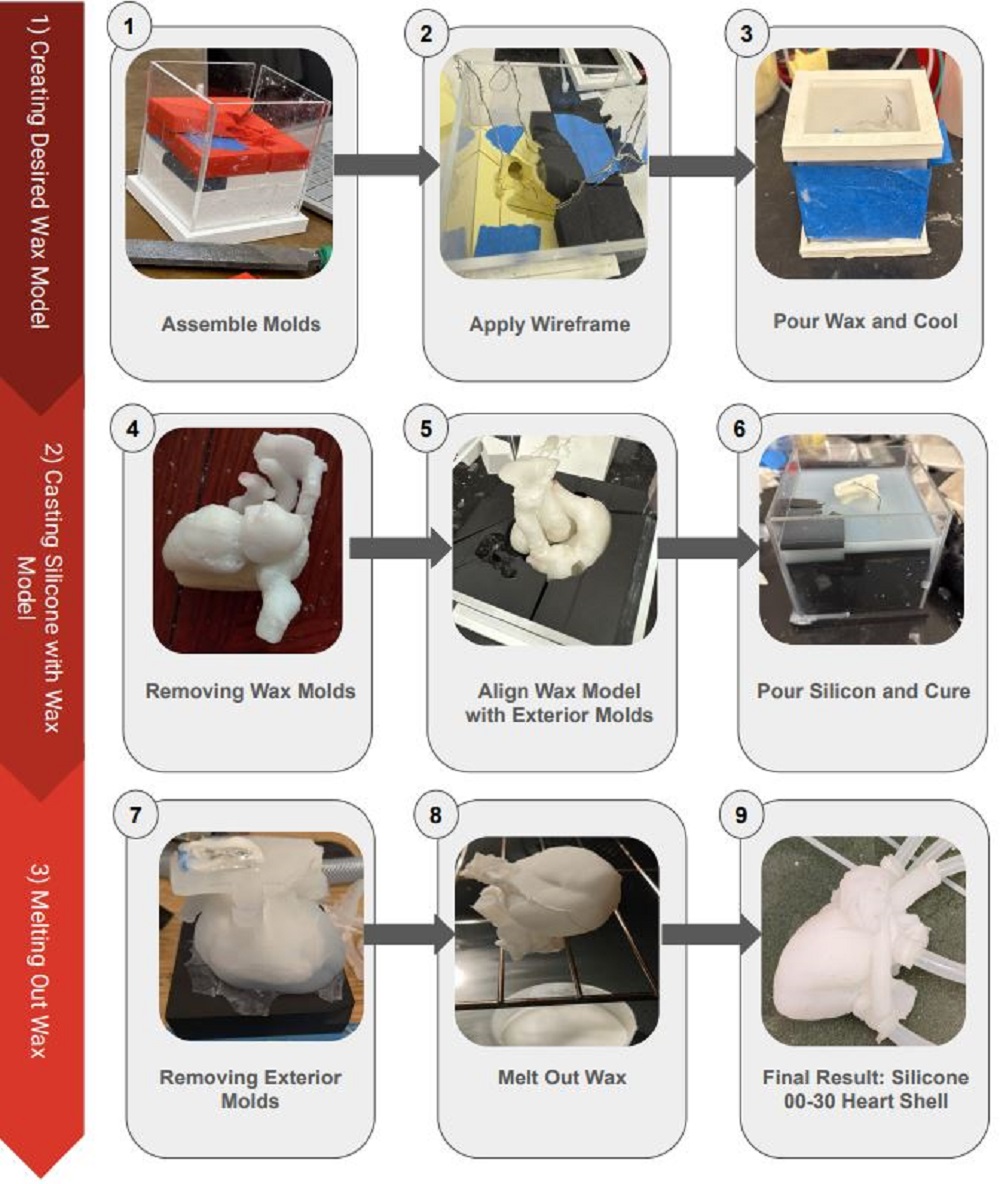 1) Creating Desired Wax Model
1
2
3
Assemble Molds
Apply Wireframe
Pour Wax and Cool
2) Casting Silicone with Wax
Model
4
5
6
Removing Wax Molds
Align Wax Model
with Exterior Molds
Pour Silicon and Cure
3) Melting Out Wax
7
8
9
Removing Exterior
Molds
Melt Out Wax
Final Result: Silicone
00-30 Heart Shell